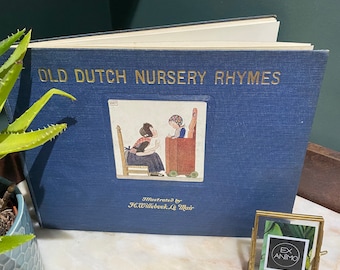 OLD DUTCH NURSERY RHYMES
Illustrated by
H. Willebeek Le Mair
EX
ANIMO